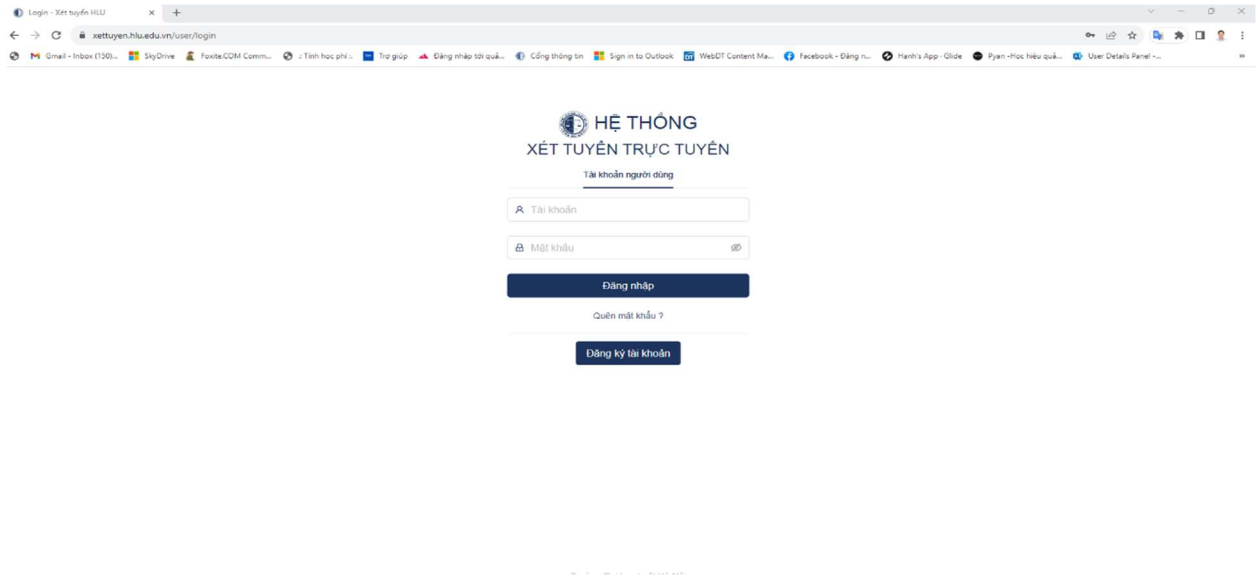 Login - Xét tuyển HLU
xettuyen.hlu.edu.vn/user/login
Gmail - Inbox (150)... SkyDrive Foxite.COM Comm... :: Tính học phí :. Trợ giúp Đăng nhập tới quả... Cổng thông tin Sign in to Outlook WebDT Content Ma... Facebook - Đăng n... Hanh's App - Glide Pyan -Học hiệu quả... User Details Panel -... »
HỆ THỐNG
XÉT TUYỂN TRỰC TUYẾN
Tài khoản người dùng
Tài khoản
Mật khẩu
Đăng nhập
Quên mật khẩu ?
Đăng ký tài khoản